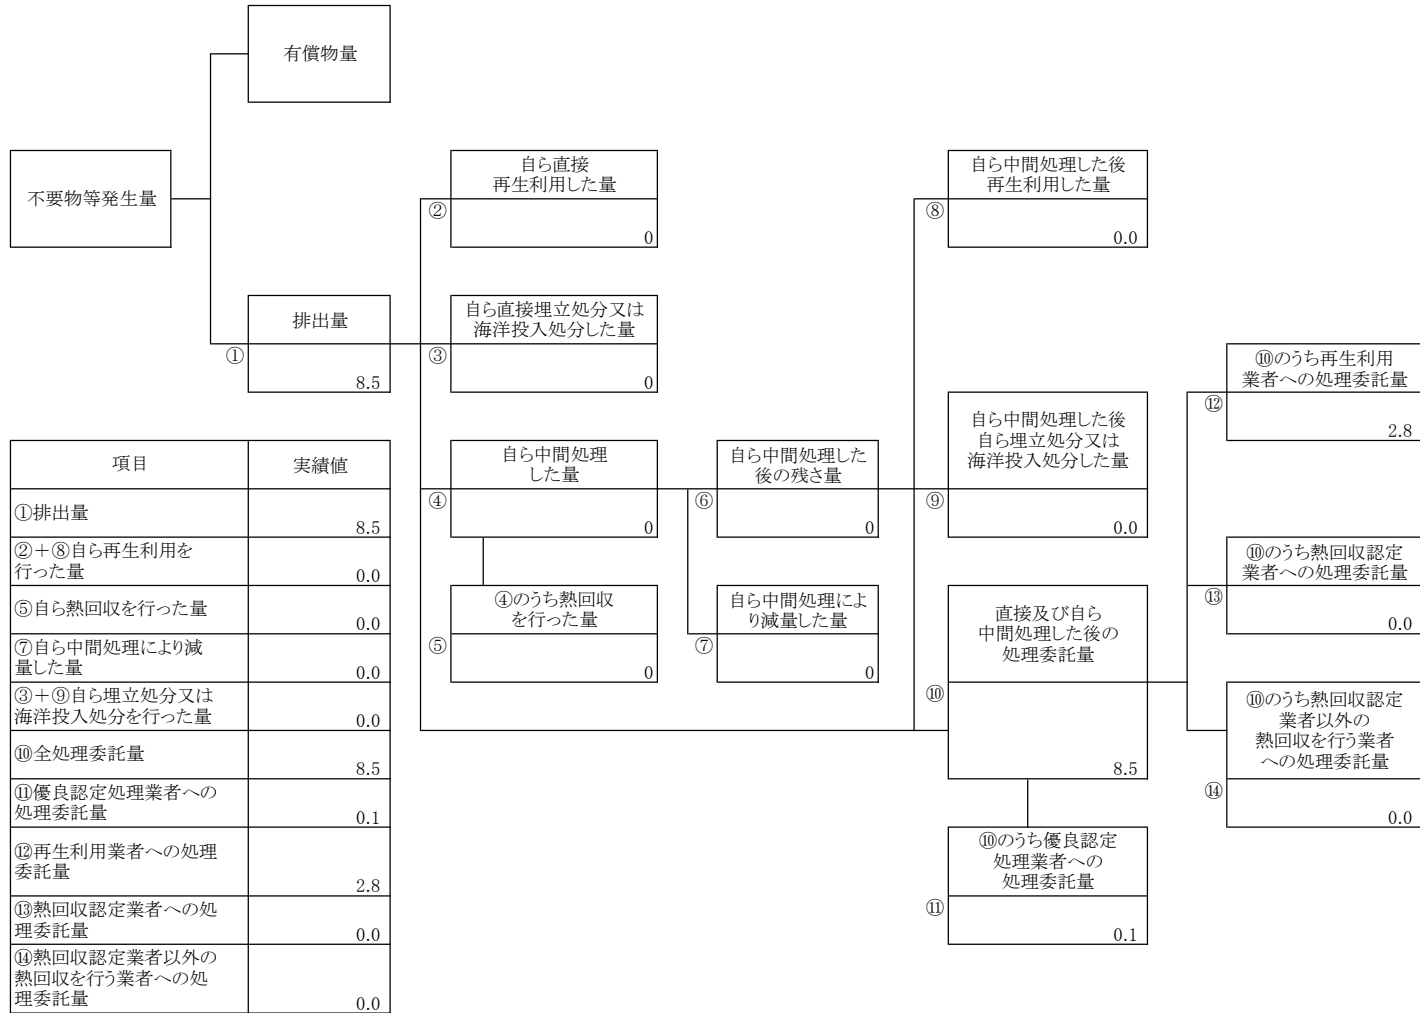 有償物量
不要物等発生量
自ら直接
再生利用した量
②
0
自ら中間処理した後
再生利用した量
⑧
0.0
排出量
①
8.5
自ら直接埋立処分又は
海洋投入処分した量
③
0
⑩のうち再生利用
業者への処理委託量
⑫
2.8
自ら中間処理
した量
④
0
自ら中間処理した
後の残さ量
⑥
0
自ら中間処理した後
自ら埋立処分又は
海洋投入処分した量
⑨
0.0
⑩のうち熱回収認定
業者への処理委託量
⑬
0.0
④のうち熱回収
を行った量
⑤
0
自ら中間処理によ
り減量した量
⑦
0
直接及び自ら
中間処理した後の
処理委託量
⑩
8.5
⑩のうち熱回収認定
業者以外の
熱回収を行う業者
への処理委託量
⑭
0.0
⑩のうち優良認定
処理業者への
処理委託量
⑪
0.1
項目 実績値
①排出量
8.5
②＋⑧自ら再生利用を
行った量 0.0
⑤自ら熱回収を行った量
0.0
⑦自ら中間処理により減
量した量 0.0
③＋⑨自ら埋立処分又は
海洋投入処分を行った量 0.0
⑩全処理委託量
8.5
⑪優良認定処理業者への
処理委託量 0.1
⑫再生利用業者への処理
委託量
2.8
⑬熱回収認定業者への処
理委託量 0.0
⑭熱回収認定業者以外の
熱回収を行う業者への処
理委託量 0.0